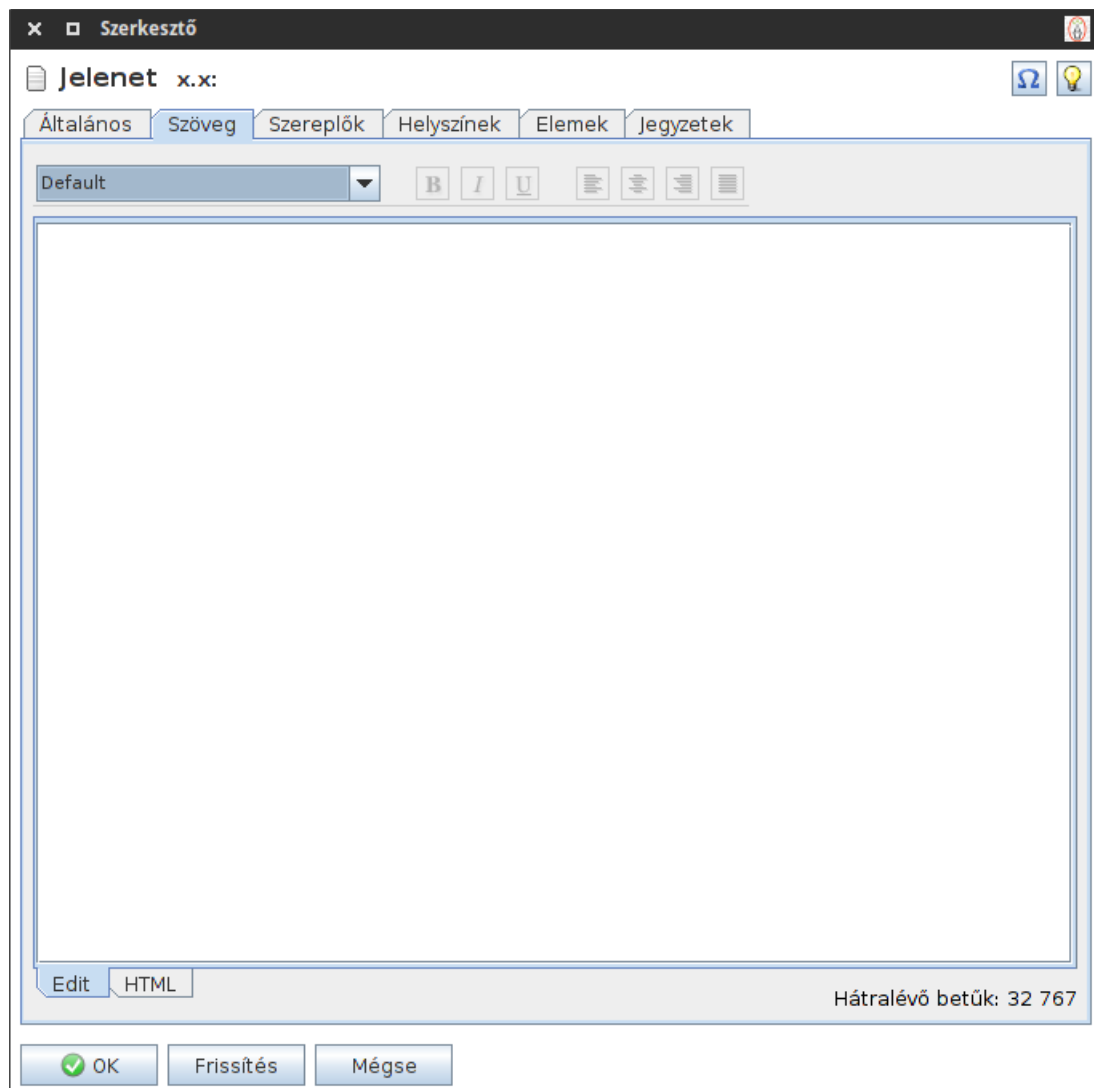 Szerkesztő
Jelenet x.x:
Ω
Általános Szöveg Szereplők Helyszínek Elemek Jegyzetek
Default B I U
Edit HTML
Hátralévő betűk: 32 767
OK Frissítés Mégse